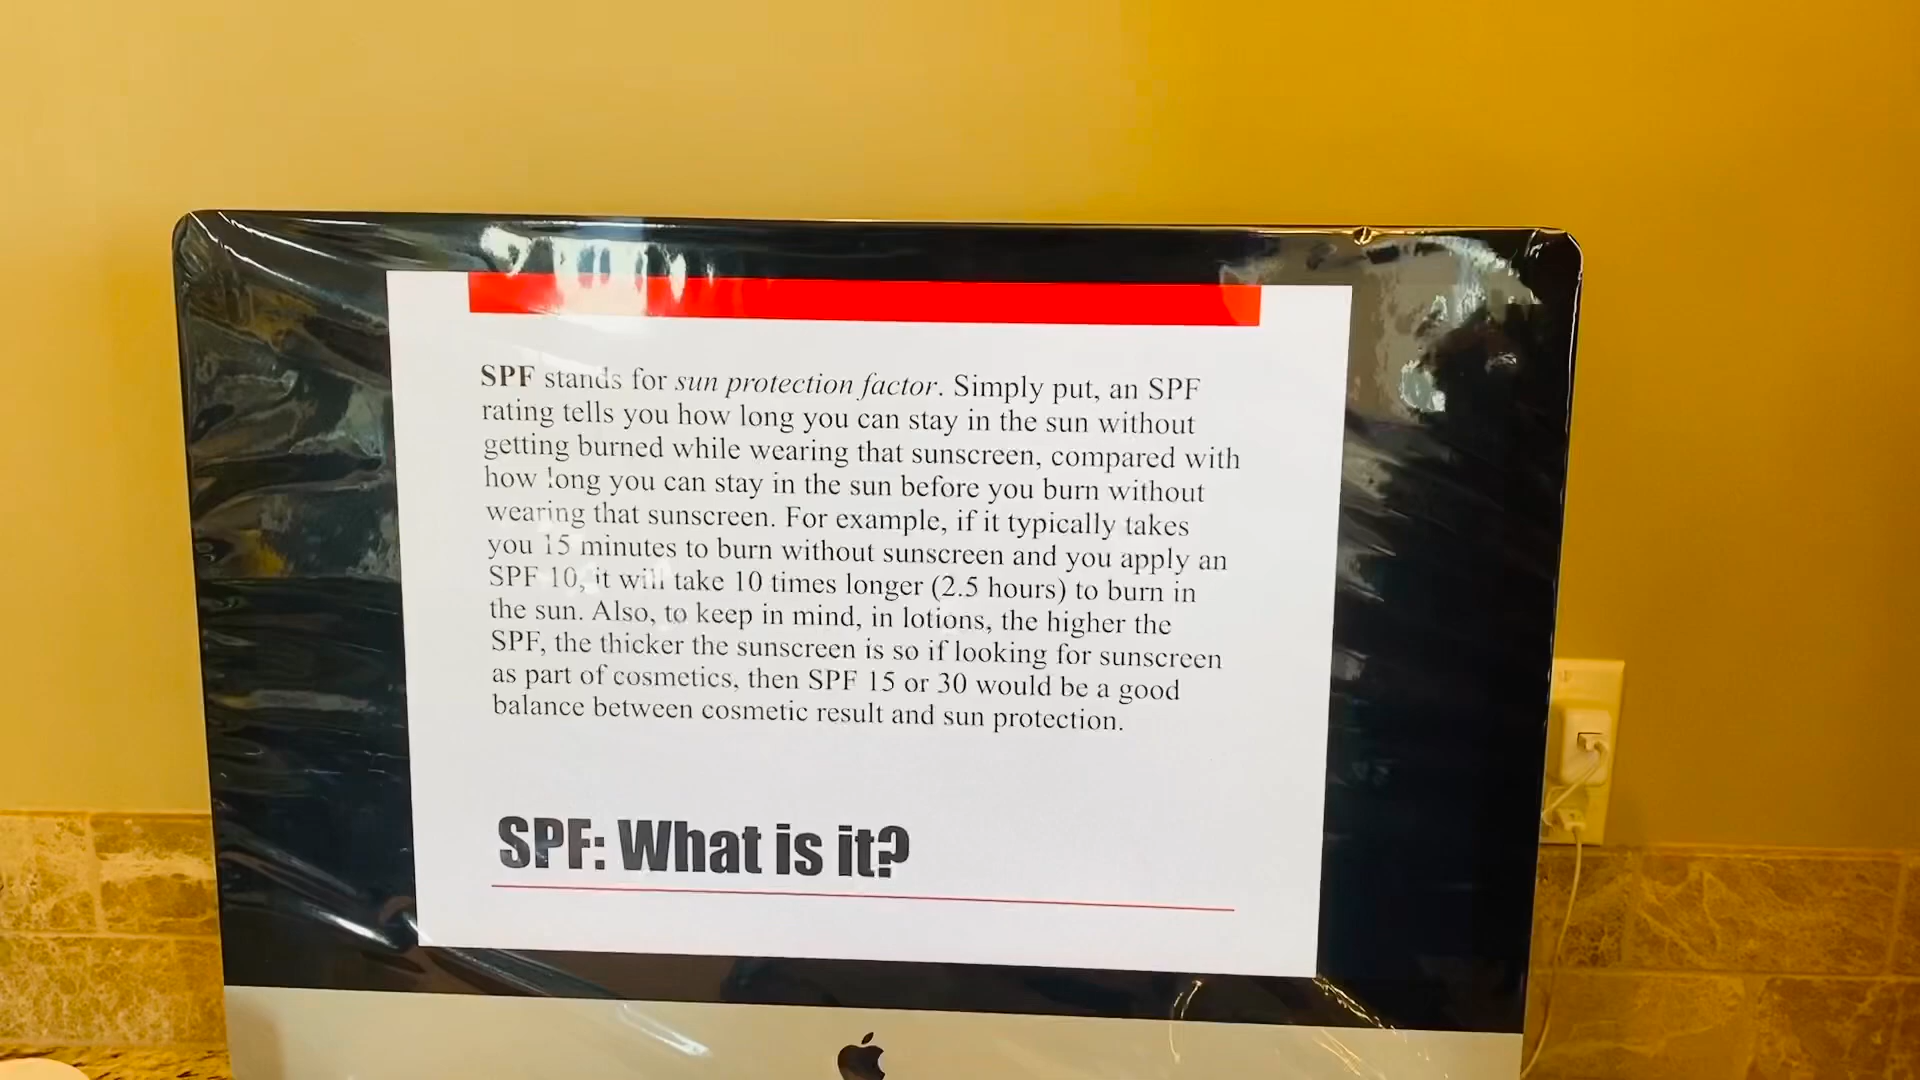 SPF stands for sun protection factor. Simply put, an SPF
rating tells you how long you can stay in the sun without
getting burned while wearing that sunscreen, compared with
how long you can stay in the sun before you burn without
wearing that sunscreen. For example, if it typically takes
you 15 minutes to burn without sunscreen and you apply an
SPF 10, it will take 10 times longer (2.5 hours) to burn in
the sun. Also, to keep in mind, in lotions, the higher the
SPF, the thicker the sunscreen is so if looking for sunscreen
as part of cosmetics, then SPF 15 or 30 would be a good
balance between cosmetic result and sun protection.
SPF: What is it?